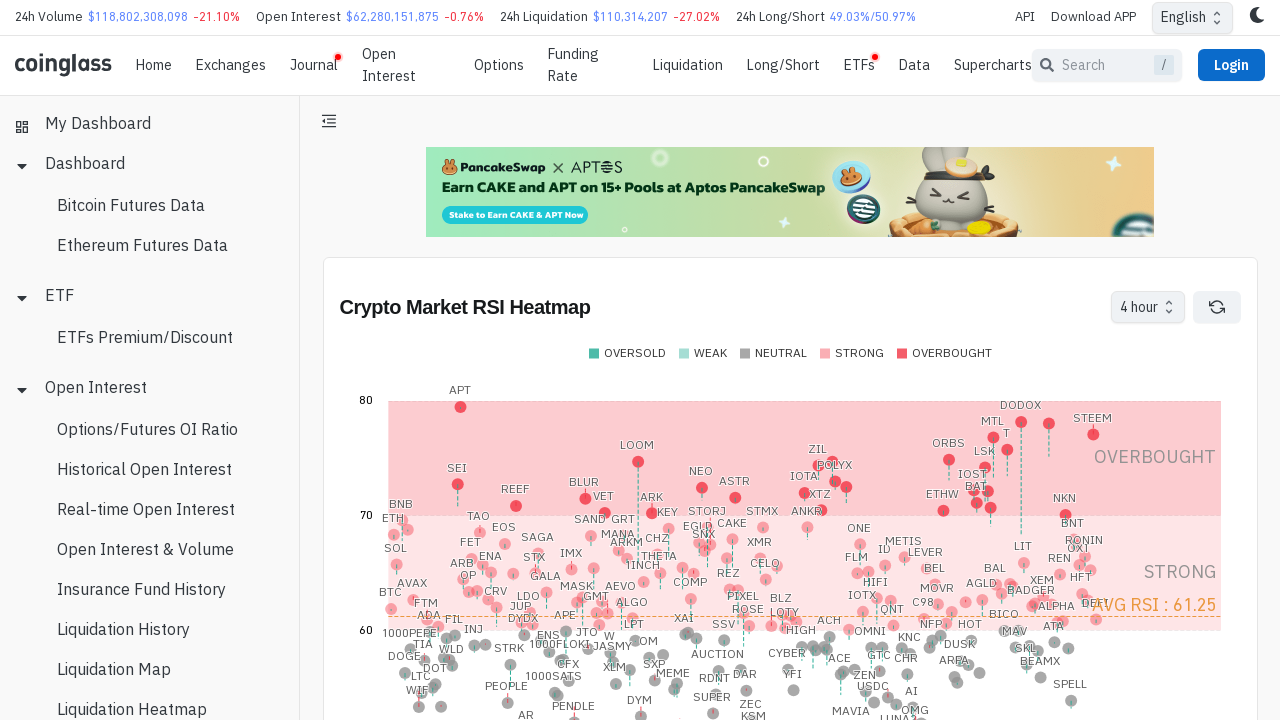 24h Volume $118,802,308,098 -21.10% Open Interest $62,280,151,875 -0.76% 24h Liquidation $110,314,207 -27.02% 24h Long/Short 49.03%/50.97% API Download APP English
coinglass Home Exchanges Journal Open Interest Options Funding Rate Liquidation Long/Short ETFs Data Supercharts Search / Login
My Dashboard
Dashboard
Bitcoin Futures Data
Ethereum Futures Data
ETF
ETFs Premium/Discount
Open Interest
Options/Futures OI Ratio
Historical Open Interest
Real-time Open Interest
Open Interest & Volume
Insurance Fund History
Liquidation History
Liquidation Map
Liquidation Heatmap
PancakeSwap X APTOS
Earn CAKE and APT on 15+ Pools at Aptos PancakeSwap
Stake to Earn CAKE & APT Now
Crypto Market RSI Heatmap
4 hour
OVERSOLD WEAK NEUTRAL STRONG OVERBOUGHT
APT
80
DODOX
STEEM
MTL
T
ORBS
LOOM
ZIL
LSK
OVERBOUGHT
SEI
NEO
POLYX
IOTA
IOST
ASTR
BLUR
BAT
REEF
VET
ARK
XTZ
ETHW
NKN
BNB
KEY
STORJ
STMX
ANKR
70
ETH
TAO
SAND
GRT
BNT
EOS
EGLD
CAKE
ONE
SAGA
MANA
CHZ
SNX
RONIN
FET
ARKM
XMR
METIS
SOL
LIT
OXT
ID
IMX
LEVER
ENA
STX
THETA
FLM
REN
ARB
1INCH
CELO
BEL
BAL
STRONG
OP
GALA
REZ
HFT
AVAX
COMP
HIFI
AGLD
XEM
MASK
AEVO
MOVR
BADGER
BTC
CRV
LDO
GMT
PIXEL
BLZ
IOTX
FTM
JUP
ALGO
C98
ALPHA
AVG RSI : 61.25
ADA
ROSE
LOTY
QNT
BICO
FIL
DYDX
APE
LPT
XAI
SSV
ACH
NFP
HOT
ATA
60
1000PEPE
INJ
JTO
HIGH
OMNI
MAV
TIA
ENS
W
KNC
WLD
STRK
1000FLOKI
JASMY
OM
DUSK
SKL
DOGE
AUCTION
CYBER
ACE
GTC
CHR
ARPA
BEAMX
DOT
CFX
XLM
SXP
LTC
1000SATS
MEME
RDNT
DAR
YFI
ZEN
SPELL
WIF
PEOPLE
USDC
AI
DYM
SUPER
PENDLE
ZEC
MAVIA
OMG
AR
KSM